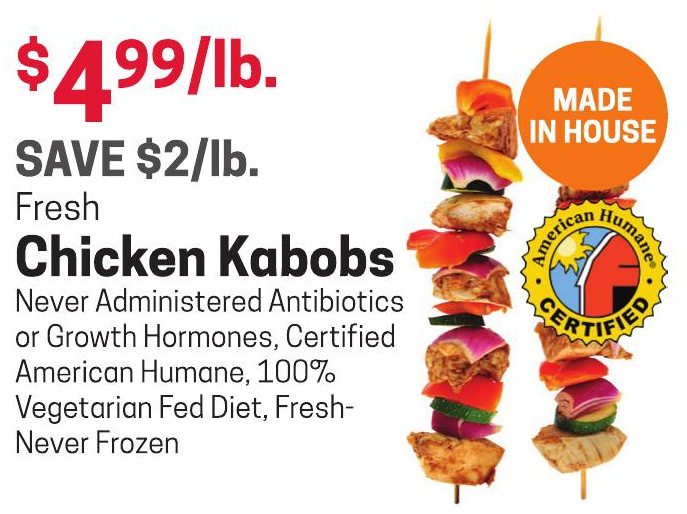 $4.99/lb.
SAVE $2/lb.
Fresh
Chicken Kabobs
Never Administered Antibiotics
or Growth Hormones, Certified
American Humane, 100%
Vegetarian Fed Diet, Fresh-
Never Frozen
MADE
IN HOUSE
American Humane®
CERTIFIED